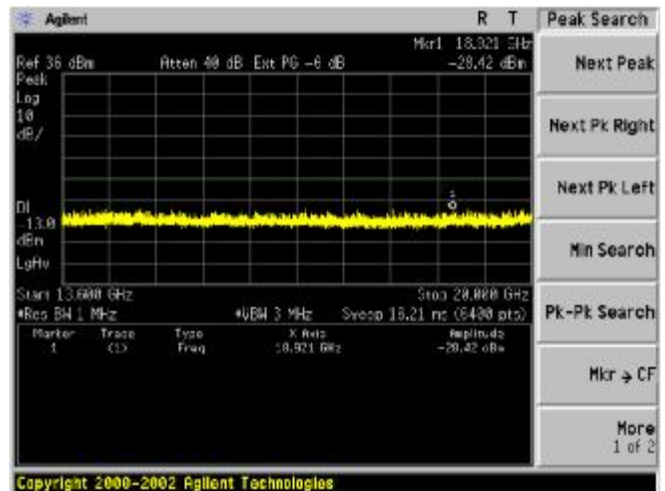 Agilent R T Peak Search
Mkr1 18.921 GHz
Ref 36 dBm Atten 40 dB Ext PG -6 dB -28.42 dBm
Peak
Log
10
dB/
DI
-13.0
dBm
LgAv
1
Start 13.600 GHz Stop 20.000 GHz
#Res BW 1 MHz #VBW 3 MHz Sweep 18.21 ms (6400 pts)
Marker Trace Type X Axis Amplitude
1 (1) Freq 18.921 GHz -28.42 dBm
Next Peak
Next Pk Right
Next Pk Left
Min Search
Pk-Pk Search
Mkr → CF
More
1 of 2
Copyright 2000-2002 Agilent Technologies